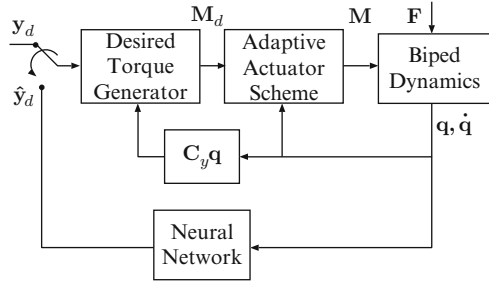 y_d
ŷ_d
Desired
Torque
Generator
M_d
Adaptive
Actuator
Scheme
M
F
Biped
Dynamics
q, q̇
C_y q
Neural
Network